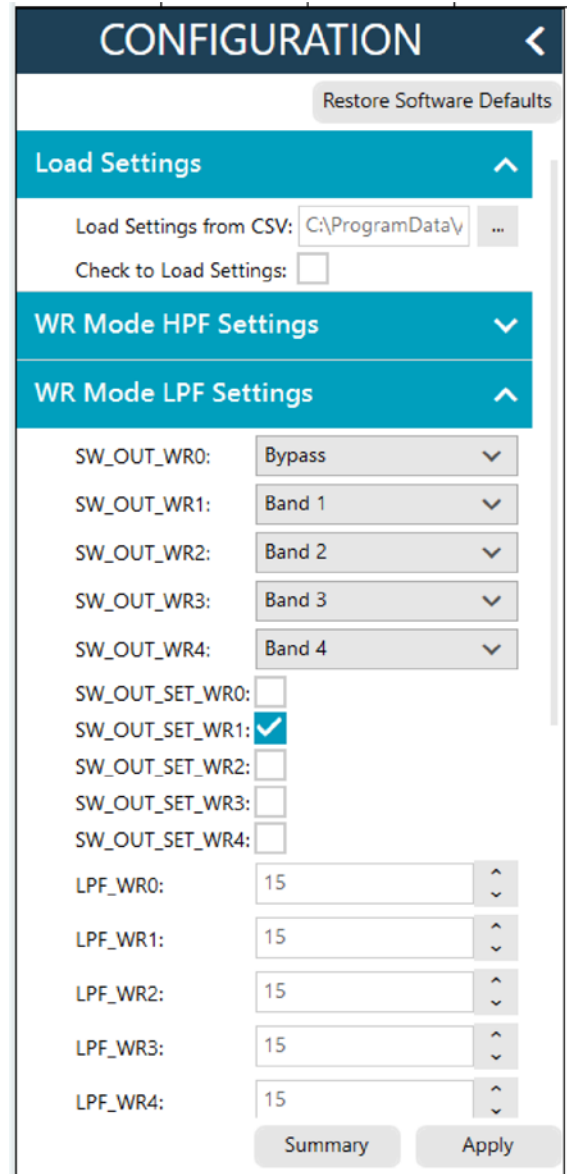 CONFIGURATION
Restore Software Defaults
Load Settings
Load Settings from CSV: C:\ProgramData\ ...
Check to Load Settings:
WR Mode HPF Settings
WR Mode LPF Settings
SW_OUT_WR0: Bypass
SW_OUT_WR1: Band 1
SW_OUT_WR2: Band 2
SW_OUT_WR3: Band 3
SW_OUT_WR4: Band 4
SW_OUT_SET_WR0:
SW_OUT_SET_WR1:
SW_OUT_SET_WR2:
SW_OUT_SET_WR3:
SW_OUT_SET_WR4:
LPF_WR0: 15
LPF_WR1: 15
LPF_WR2: 15
LPF_WR3: 15
LPF_WR4: 15
Summary Apply